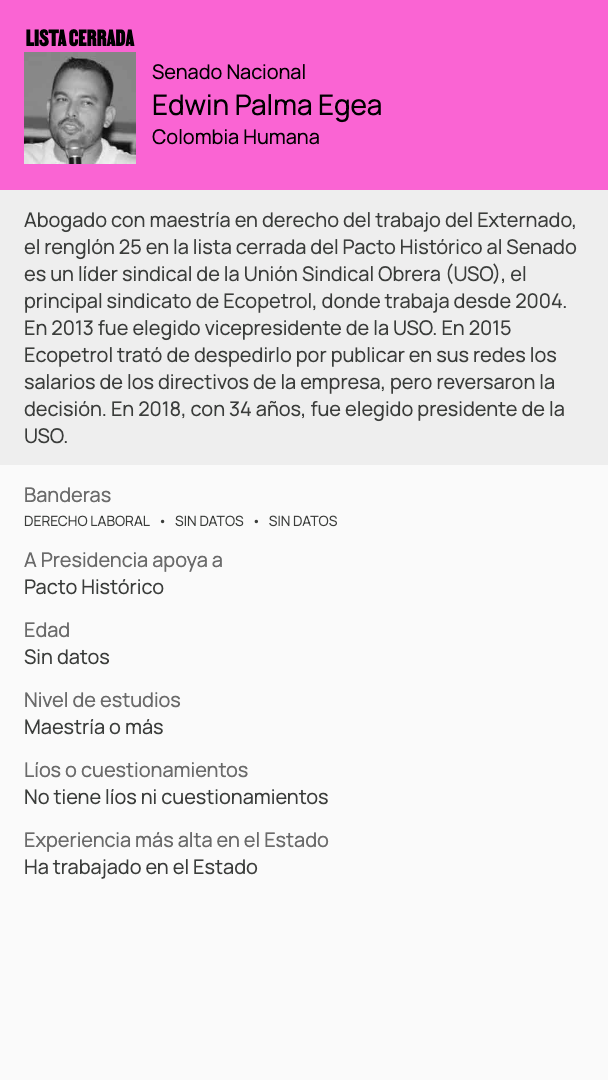 LISTA CERRADA
Senado Nacional
Edwin Palma Egea
Colombia Humana
Abogado con maestría en derecho del trabajo del Externado,
el renglón 25 en la lista cerrada del Pacto Histórico al Senado
es un líder sindical de la Unión Sindical Obrera (USO), el
principal sindicato de Ecopetrol, donde trabaja desde 2004.
En 2013 fue elegido vicepresidente de la USO. En 2015
Ecopetrol trató de despedirlo por publicar en sus redes los
salarios de los directivos de la empresa, pero reversaron la
decisión. En 2018, con 34 años, fue elegido presidente de la
USO.
Banderas
DERECHO LABORAL • SIN DATOS • SIN DATOS
A Presidencia apoya a
Pacto Histórico
Edad
Sin datos
Nivel de estudios
Maestría o más
Líos o cuestionamientos
No tiene líos ni cuestionamientos
Experiencia más alta en el Estado
Ha trabajado en el Estado